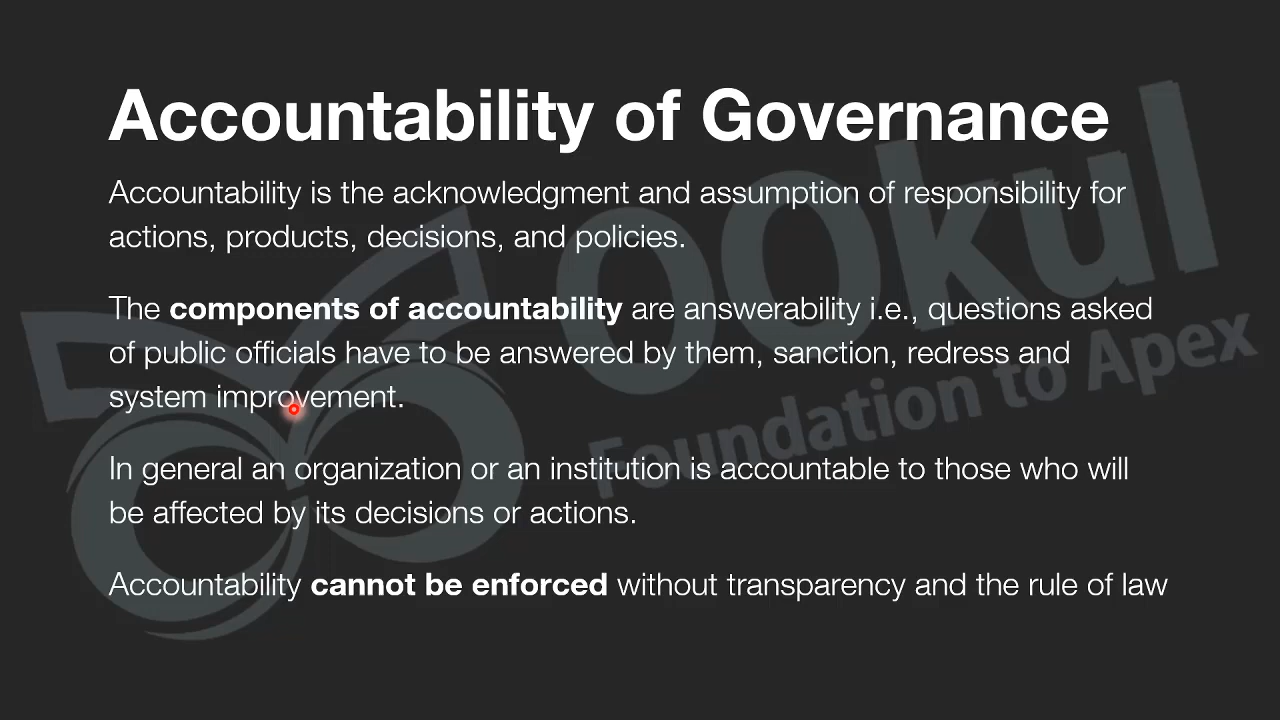 Accountability of Governance
Accountability is the acknowledgment and assumption of responsibility for
actions, products, decisions, and policies.
The components of accountability are answerability i.e., questions asked
of public officials have to be answered by them, sanction, redress and
system improvement.
In general an organization or an institution is accountable to those who will
be affected by its decisions or actions.
Accountability cannot be enforced without transparency and the rule of law
OOkul
Foundation to Apex